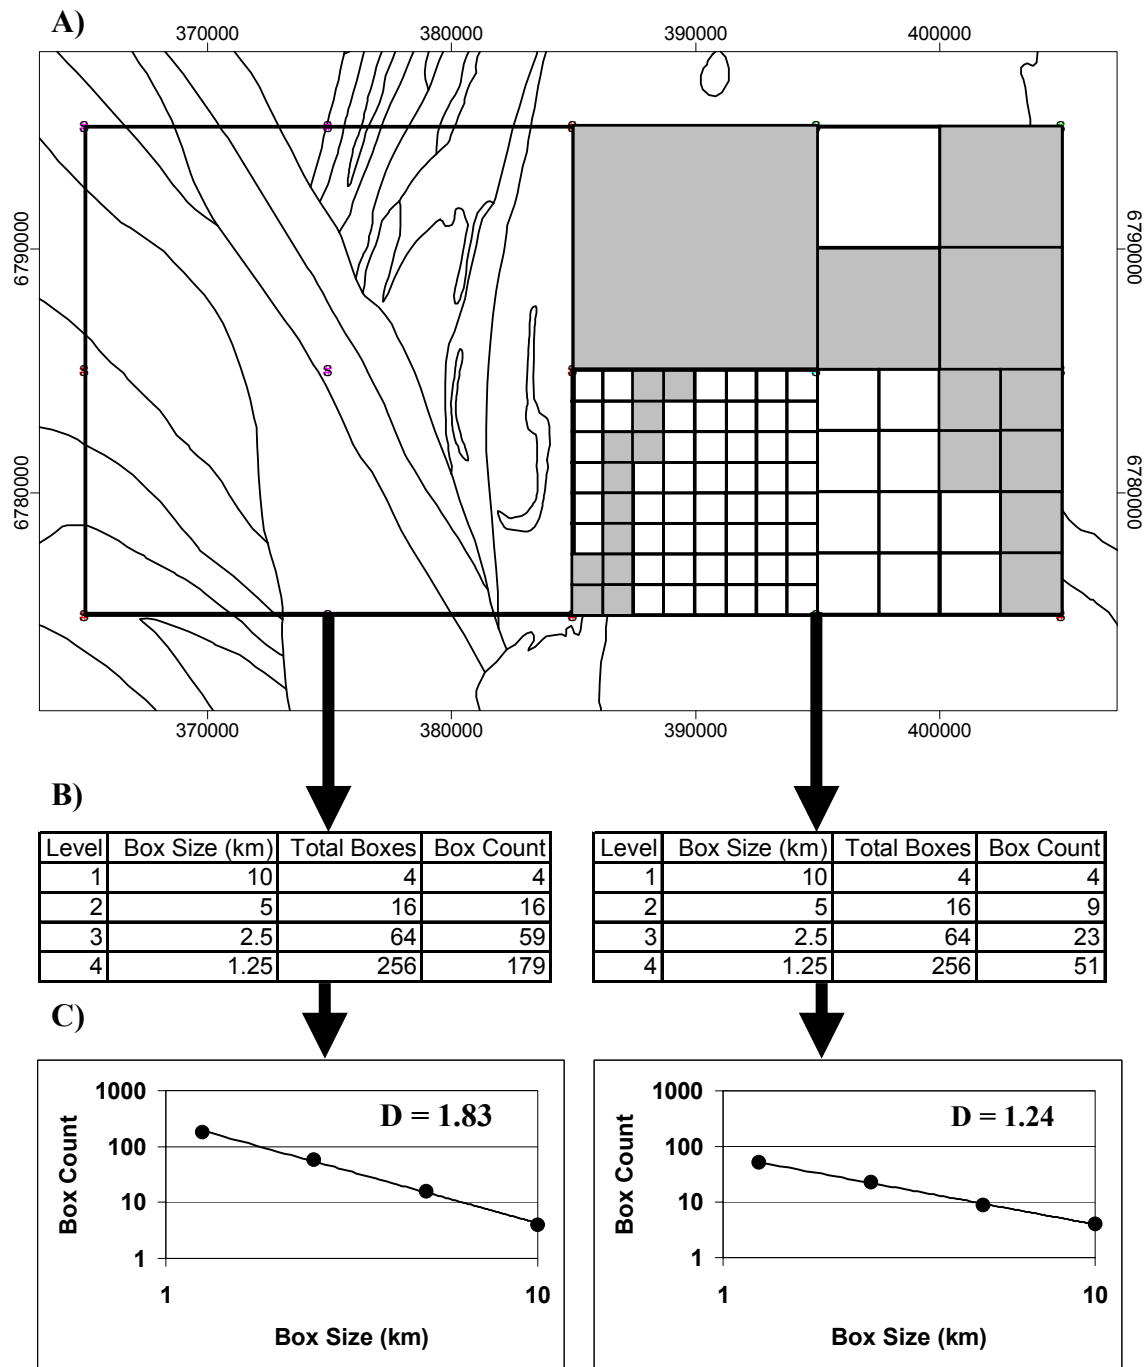 A)
370000 380000 390000 400000
S S S S S
6790000 6790000
S S S S S
6780000 6780000
S S S S S
370000 380000 390000 400000
B)
Level Box Size (km) Total Boxes Box Count
1 10 4 4
2 5 16 16
3 2.5 64 59
4 1.25 256 179
Level Box Size (km) Total Boxes Box Count
1 10 4 4
2 5 16 9
3 2.5 64 23
4 1.25 256 51
C)
D = 1.83
Box Count
1000
100
10
1
1 10
Box Size (km)
D = 1.24
Box Count
1000
100
10
1
1 10
Box Size (km)